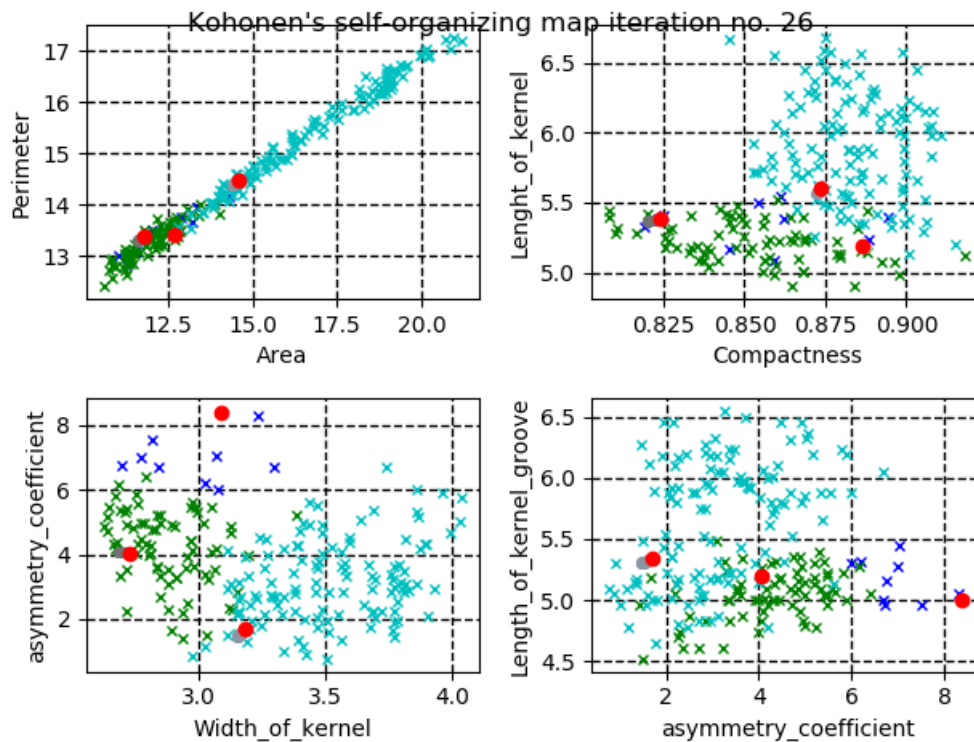 Kohonen's self-organizing map iteration no. 26
17
16
15
14
13
Perimeter
12.5 15.0 17.5 20.0
Area
6.5
6.0
5.5
5.0
Lenght_of_kernel
0.825 0.850 0.875 0.900
Compactness
8
6
4
2
asymmetry_coefficient
3.0 3.5 4.0
Width_of_kernel
6.5
6.0
5.5
5.0
4.5
Length_of_kernel_groove
2 4 6 8
asymmetry_coefficient